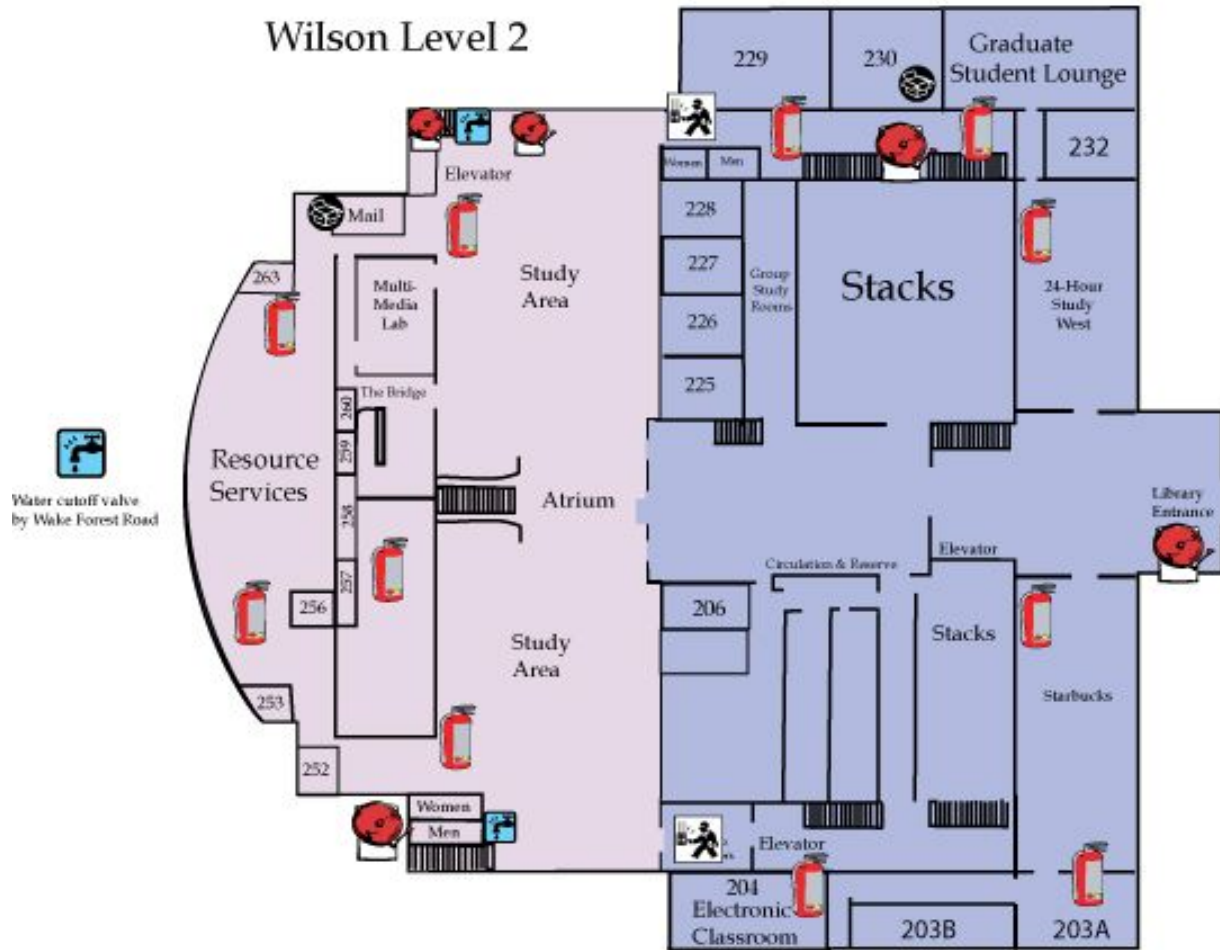 Wilson Level 2
229
230
Graduate
Student Lounge
232
Women
Men
Elevator
Mail
228
227
226
225
Group
Study
Rooms
Stacks
24-Hour
Study
West
263
Multi-
Media
Lab
Study
Area
The Bridge
260
259
258
257
Resource
Services
Atrium
Library
Entrance
Water cutoff valve
by Wake Forest Road
Elevator
Circulation & Reserve
256
206
Stacks
Study
Area
Starbucks
253
252
Women
Men
Elevator
204
Electronic
Classroom
203B
203A